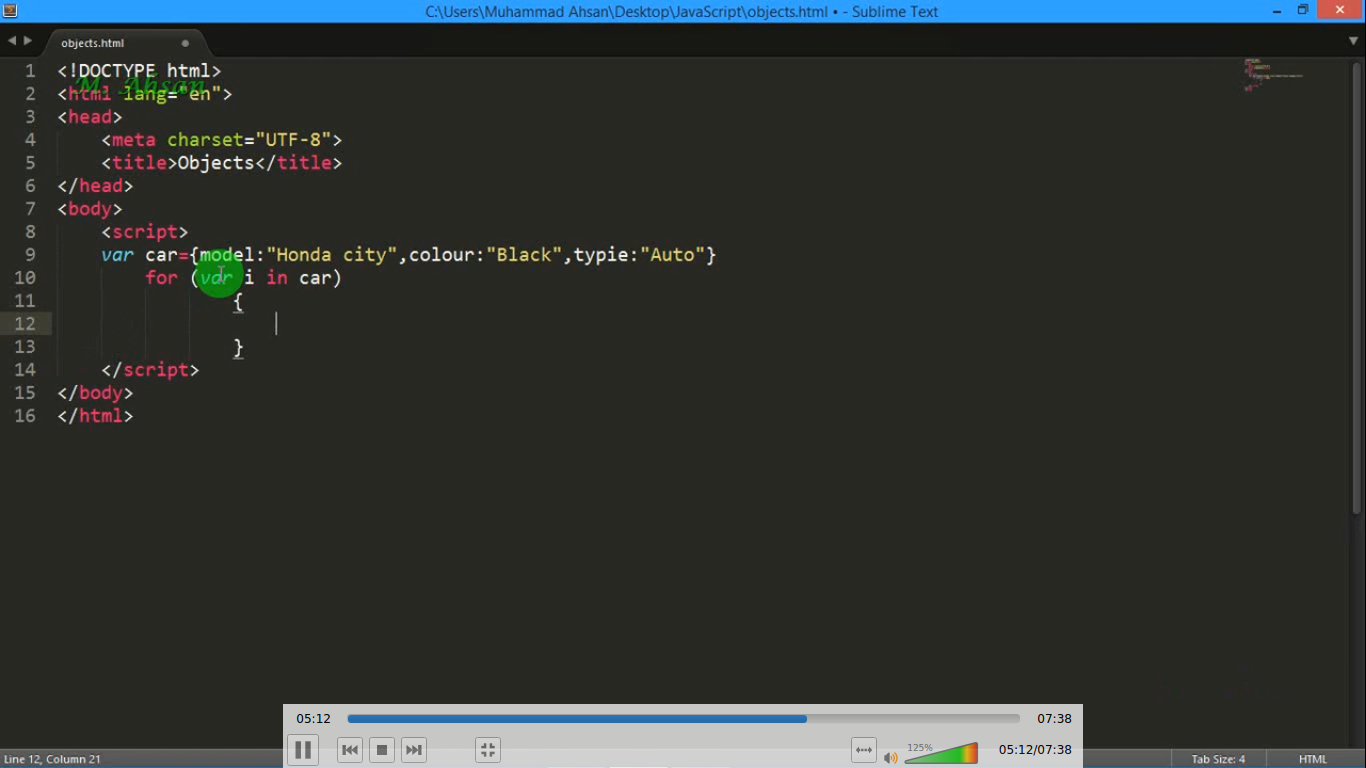 C:\Users\Muhammad Ahsan\Desktop\JavaScript\objects.html • - Sublime Text
objects.html
1 <!DOCTYPE html>
M. Ahsan
2 <html lang="en">
3 <head>
4 <meta charset="UTF-8">
5 <title>Objects</title>
6 </head>
7 <body>
8 <script>
9 var car={model:"Honda city",colour:"Black",typie:"Auto"}
10 for (var i in car)
11 {
12
13 }
14 </script>
15 </body>
16 </html>
05:12 07:38
125% 05:12/07:38
Line 12, Column 21 Tab Size: 4 HTML